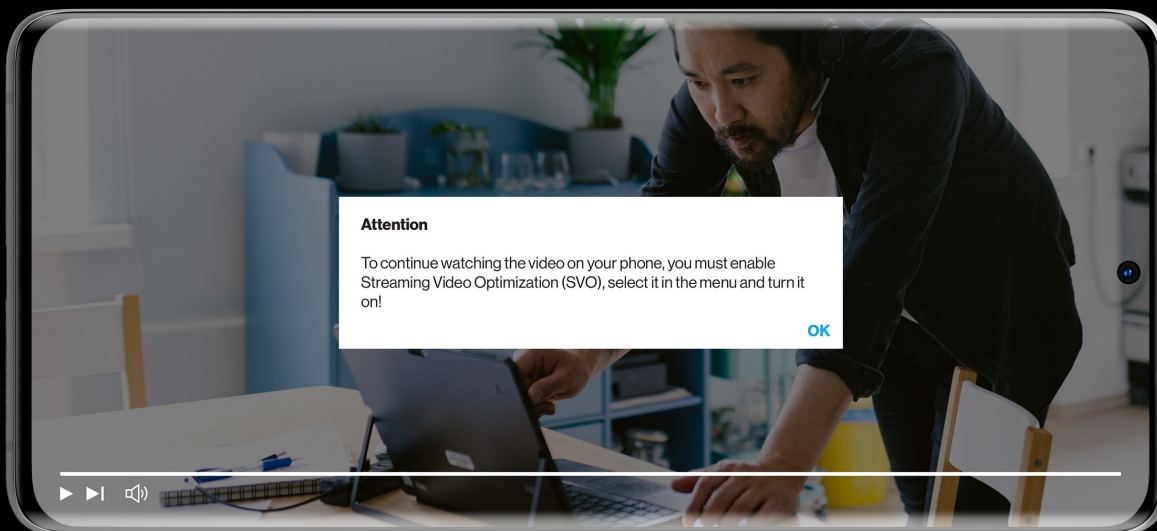 Attention
To continue watching the video on your phone, you must enable
Streaming Video Optimization (SVO), select it in the menu and turn it
on!
OK